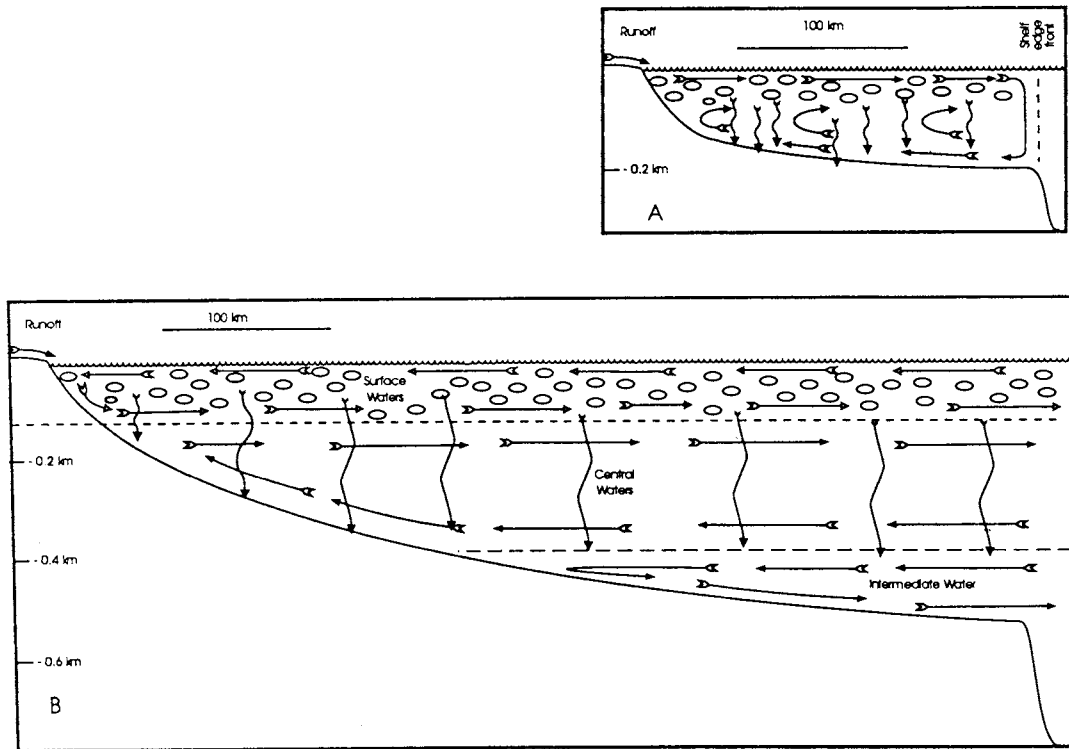 Runoff
100 km
Shelf
edge
front
- 0.2 km
A
Runoff
100 km
Surface
Waters
- 0.2 km
Central
Waters
- 0.4 km
Intermediate Water
- 0.6 km
B